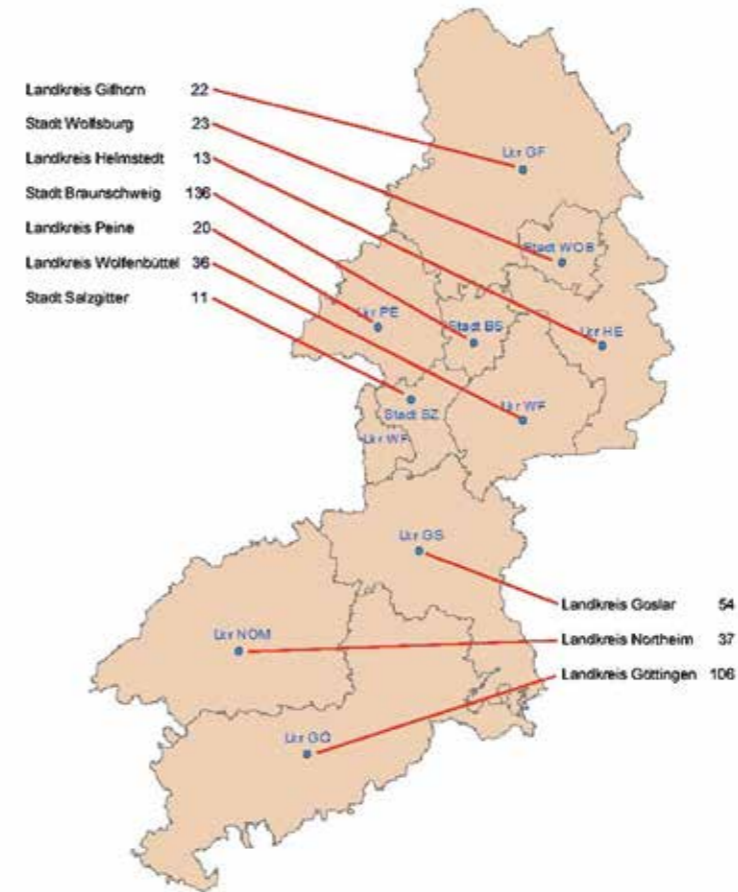 Landkreis Gifhorn 22
Stadt Wolfsburg 23
Landkreis Helmstedt 13
Stadt Braunschweig 136
Landkreis Peine 20
Landkreis Wolfenbüttel 36
Stadt Salzgitter 11
Lkr GF
Stadt WOB
Lkr PE
Stadt BS
Lkr HE
Stadt SZ
Lkr WF
Lkr WF
Lkr GS
Landkreis Goslar 54
Lkr NOM
Landkreis Northeim 37
Landkreis Göttingen 106
Lkr GÖ